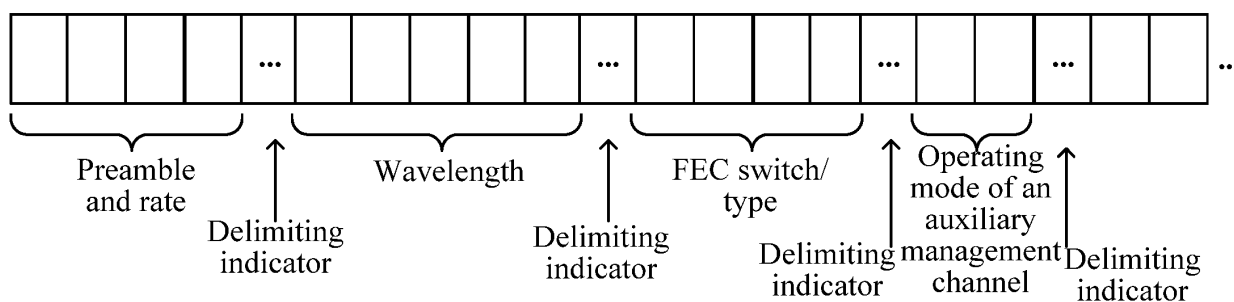 ... ... ... ... ..
Preamble
and rate
Delimiting
indicator
Wavelength
Delimiting
indicator
FEC switch/
type
Delimiting
indicator
Operating
mode of an
auxiliary
management
channel
Delimiting
indicator